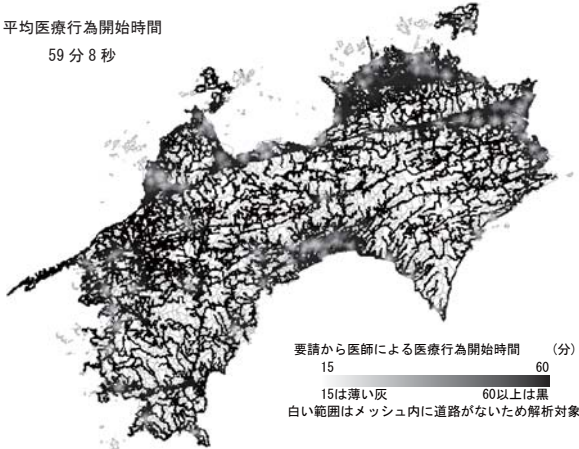 平均医療行為開始時間
59 分 8 秒
要請から医師による医療行為開始時間 (分)
15 60
15は薄い灰 60以上は黒
白い範囲はメッシュ内に道路がないため解析対象